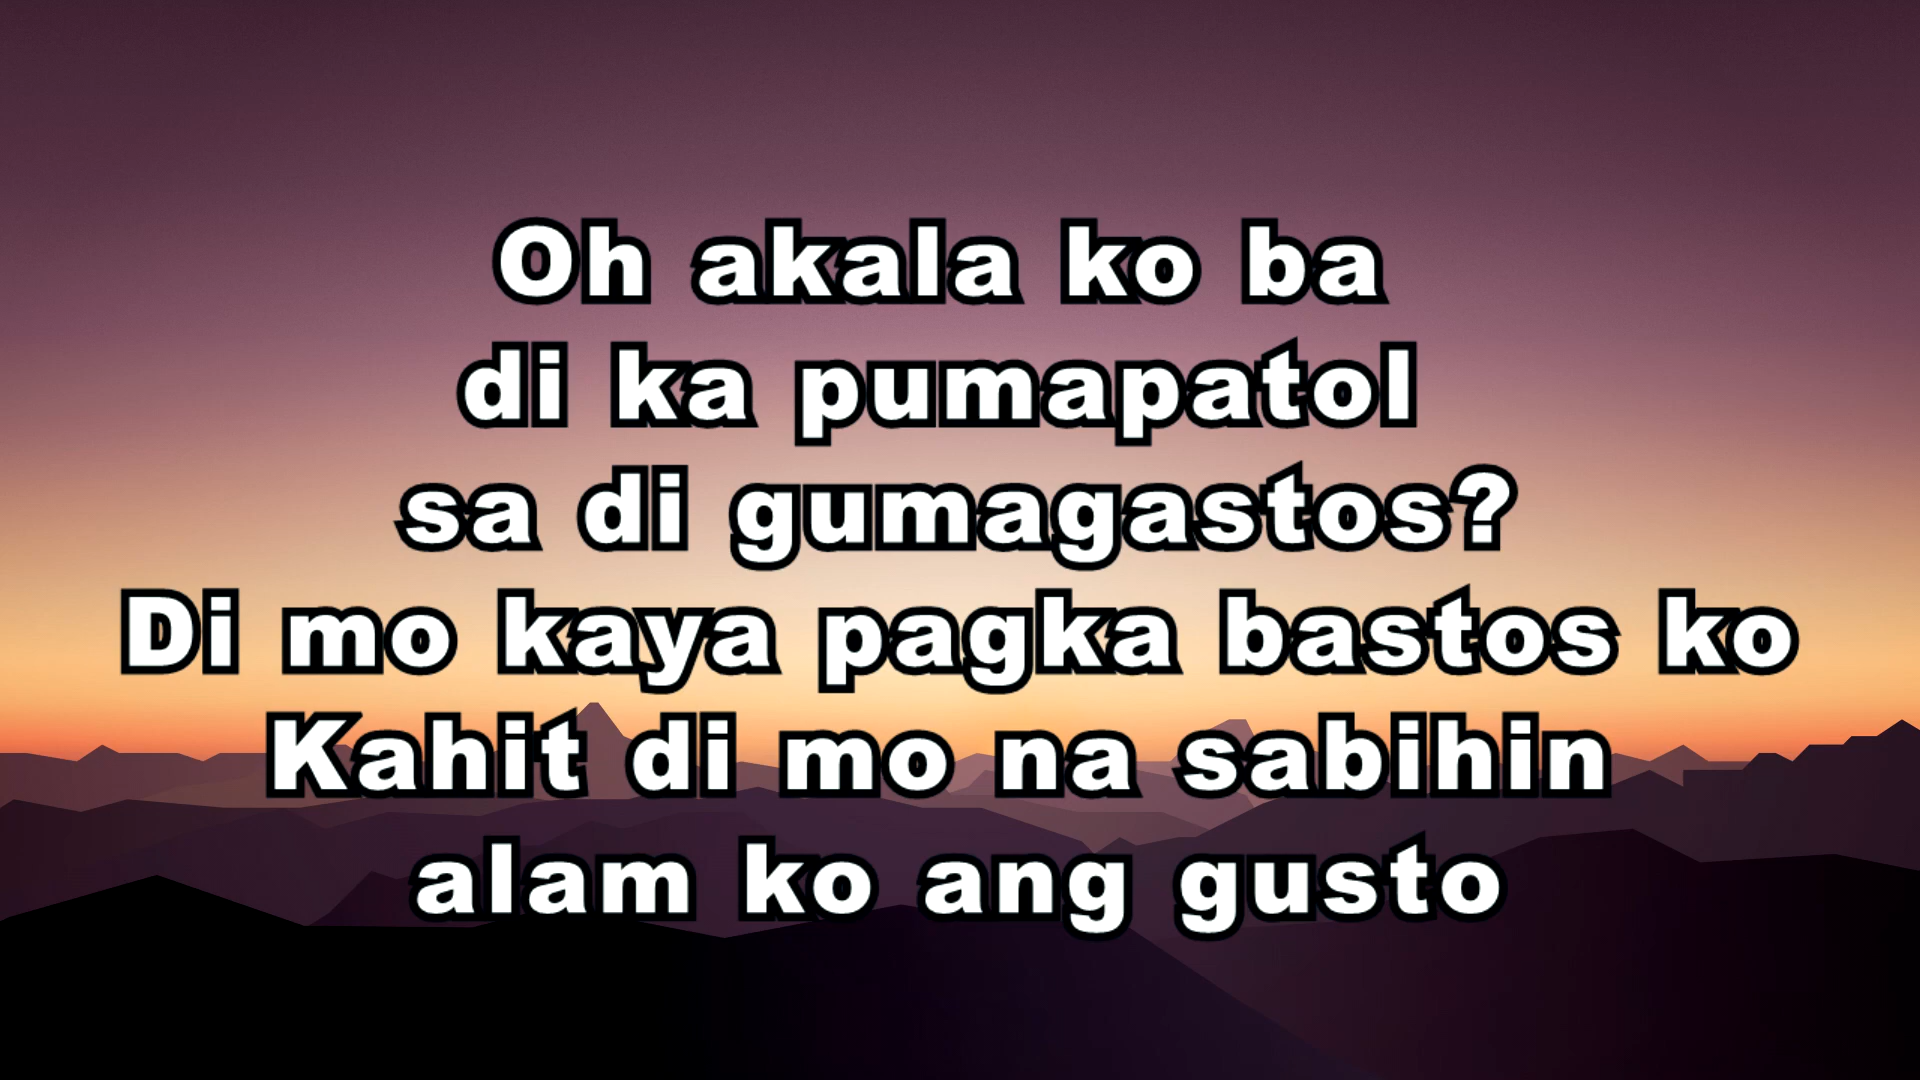 Oh akala ko ba
di ka pumapatol
sa di gumagastos?
Di mo kaya pagka bastos ko
Kahit di mo na sabihin
alam ko ang gusto